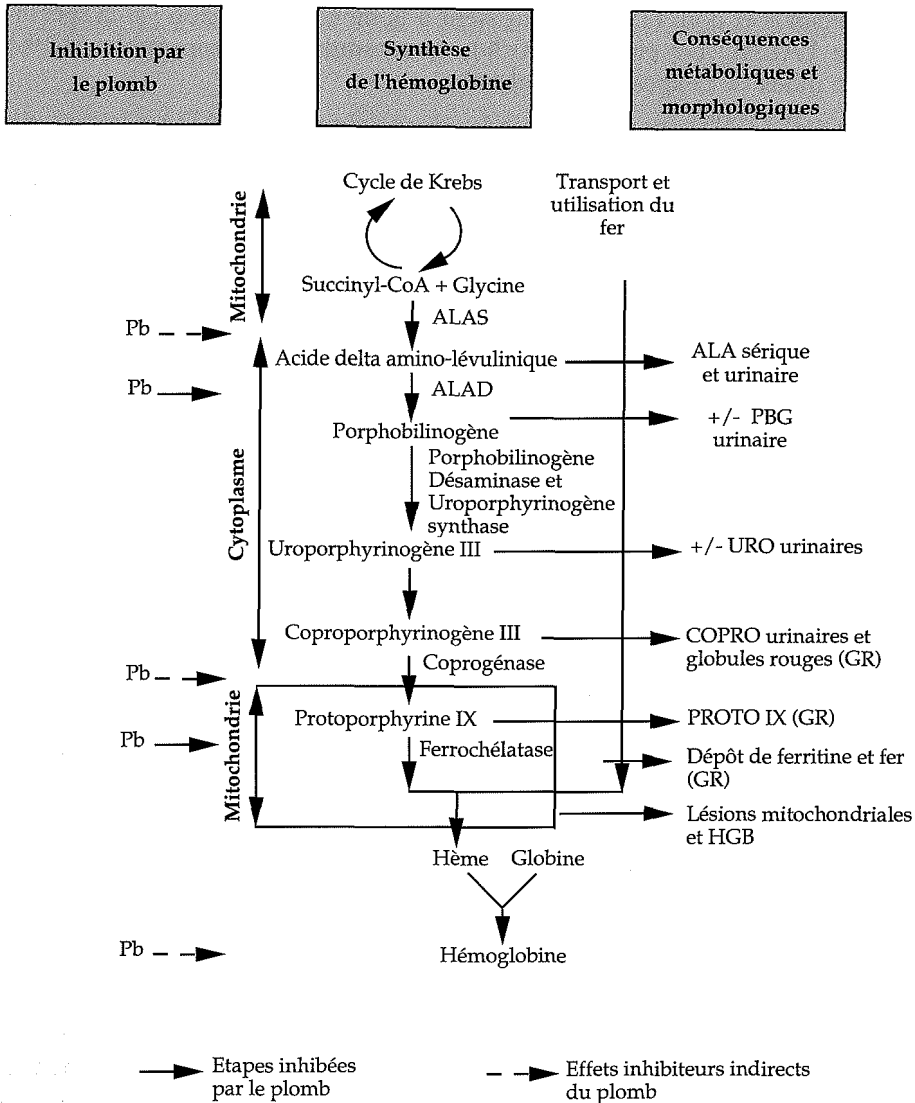 Inhibition par
le plomb
Synthèse
de l'hémoglobine
Conséquences
métaboliques et
morphologiques
Cycle de Krebs
Transport et
utilisation du
fer
Mitochondrie
Succinyl-CoA + Glycine
Pb
ALAS
Acide delta amino-lévulinique
ALA sérique
et urinaire
Pb
ALAD
Porphobilinogène
+/- PBG
urinaire
Cytoplasme
Porphobilinogène
Désaminase et
Uroporphyrinogène
synthase
Uroporphyrinogène III
+/- URO urinaires
Coproporphyrinogène III
COPRO urinaires et
globules rouges (GR)
Pb
Coprogénase
Mitochondrie
Protoporphyrine IX
PROTO IX (GR)
Pb
Ferrochélatase
Dépôt de ferritine et fer
(GR)
Lésions mitochondriales
et HGB
Hème Globine
Pb
Hémoglobine
Etapes inhibées
par le plomb
Effets inhibiteurs indirects
du plomb